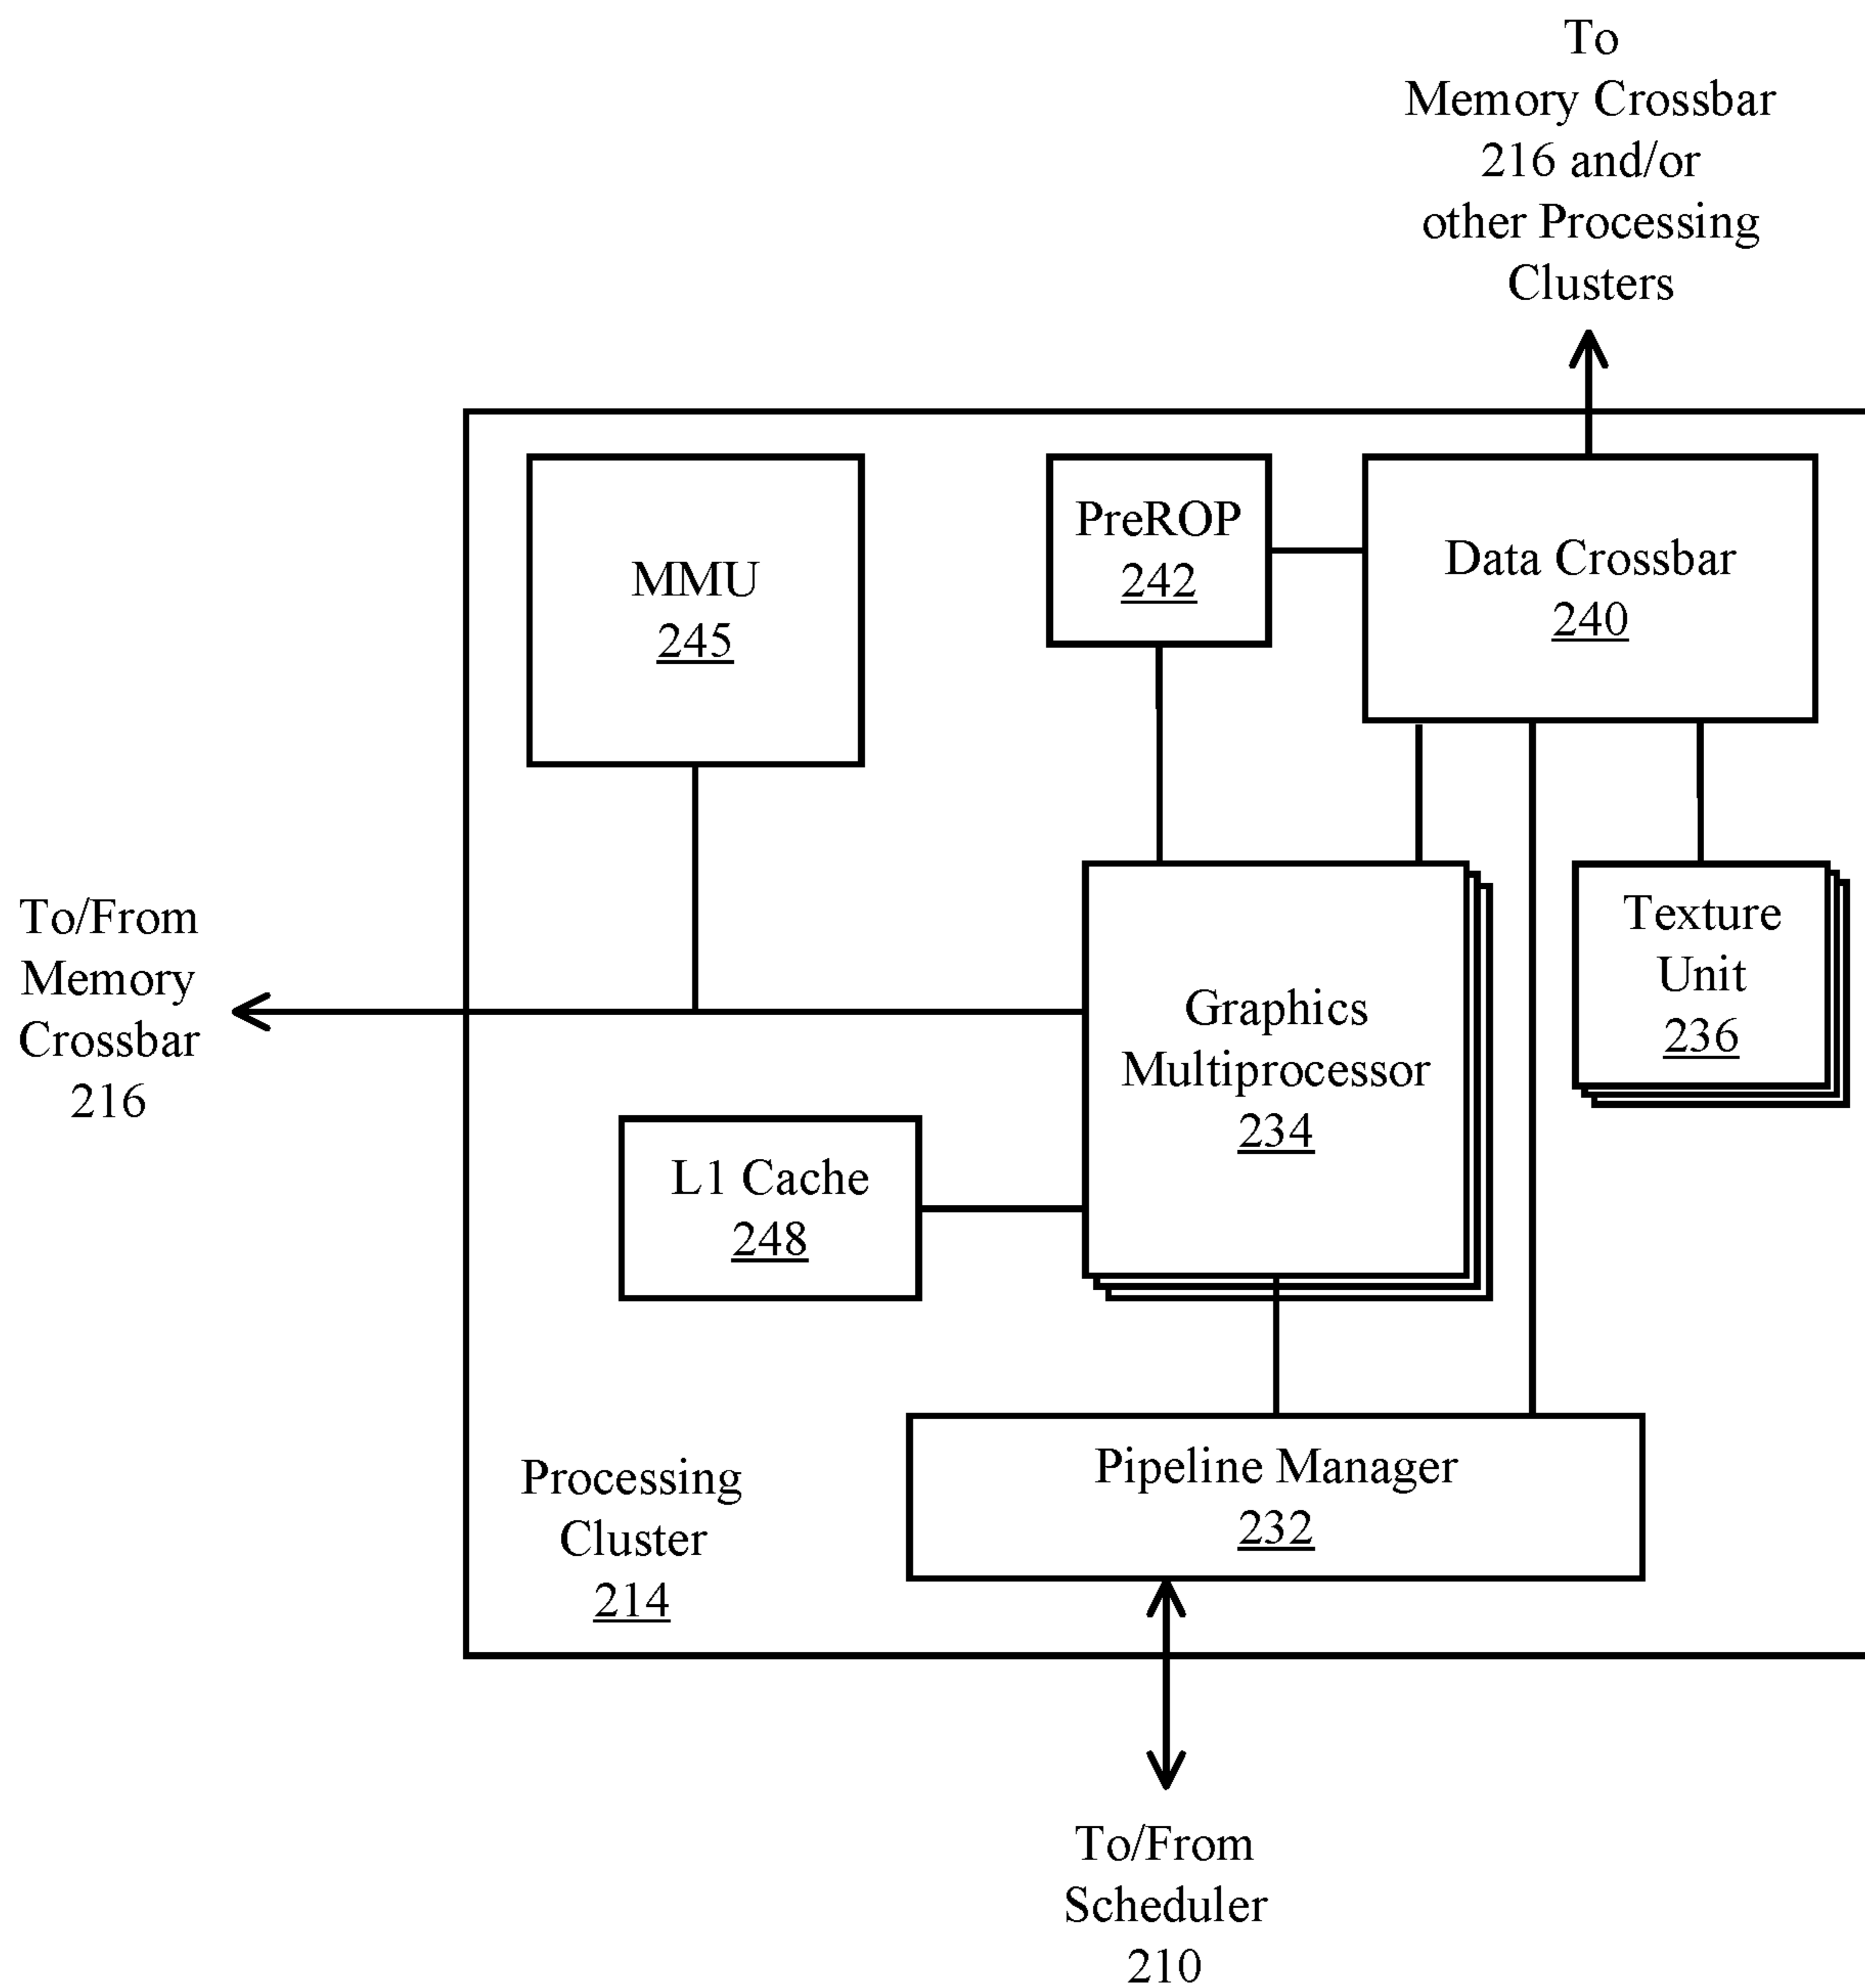 To
Memory Crossbar
216 and/or
other Processing
Clusters
MMU
245
PreROP
242
Data Crossbar
240
To/From
Memory
Crossbar
216
Graphics
Multiprocessor
234
Texture
Unit
236
L1 Cache
248
Processing
Cluster
214
Pipeline Manager
232
To/From
Scheduler
210